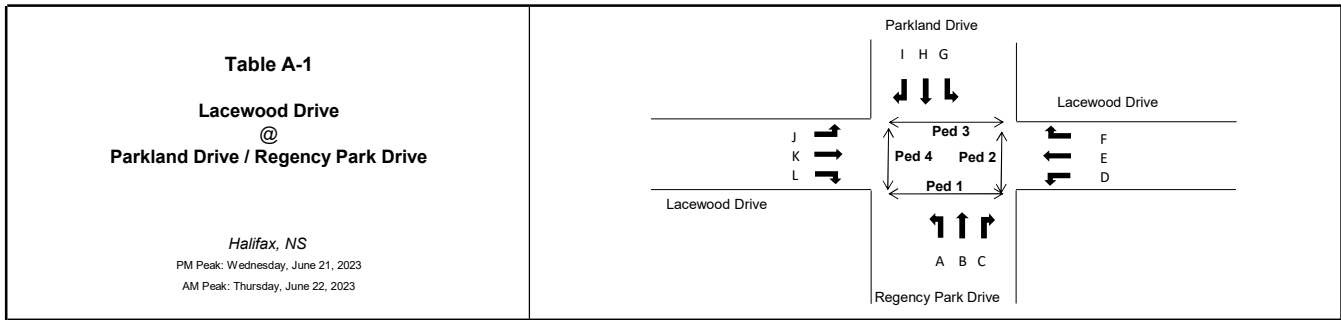 Table A-1
Lacewood Drive
@
Parkland Drive / Regency Park Drive
Halifax, NS
PM Peak: Wednesday, June 21, 2023
AM Peak: Thursday, June 22, 2023
Parkland Drive
I H G
Lacewood Drive
J
K
L
Ped 3
Ped 4 Ped 2
Ped 1
F
E
D
Lacewood Drive
A B C
Regency Park Drive